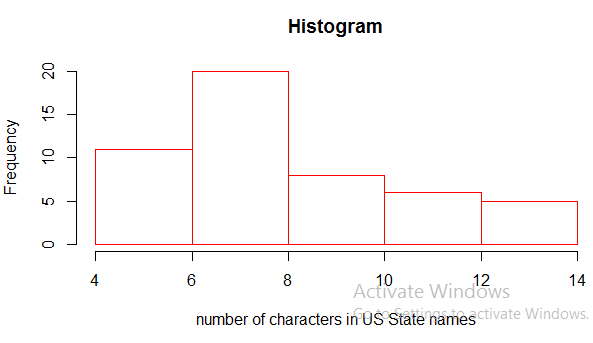 Histogram
Frequency
20
15
10
5
0
4 6 8 10 12 14
number of characters in US State names
Activate Windows
Go to Settings to activate Windows.